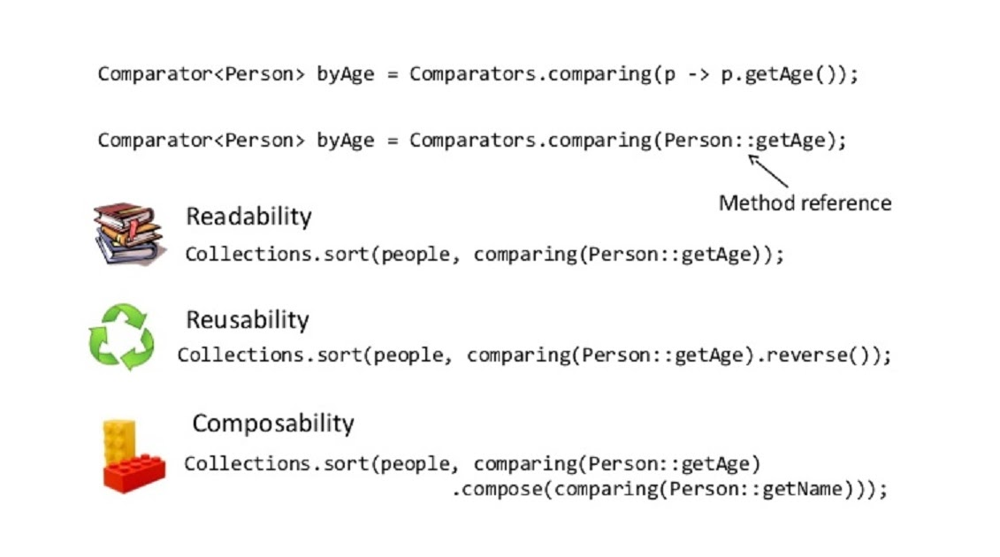 Comparator<Person> byAge = Comparators.comparing(p -> p.getAge());
Comparator<Person> byAge = Comparators.comparing(Person::getAge);
Method reference
Readability
Collections.sort(people, comparing(Person::getAge));
Reusability
Collections.sort(people, comparing(Person::getAge).reverse());
Composability
Collections.sort(people, comparing(Person::getAge)
.compose(comparing(Person::getName)));